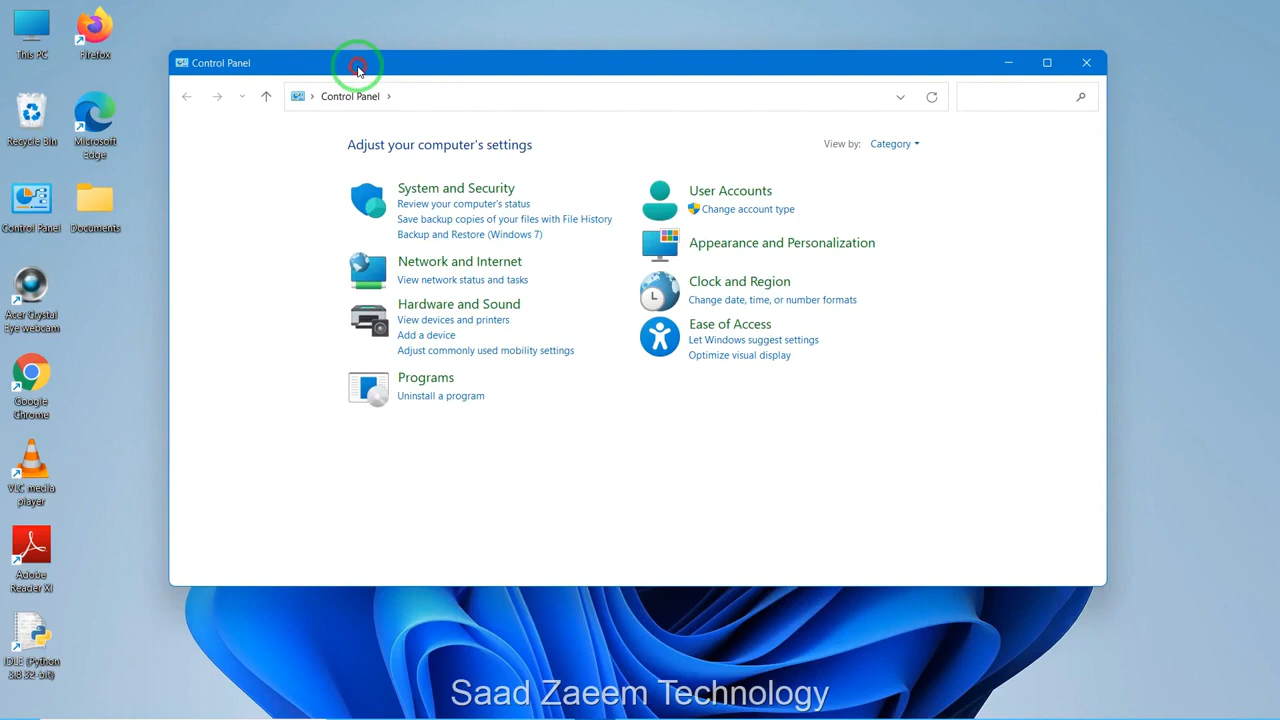 This PC
Firefox
Recycle Bin
Microsoft
Edge
Control Panel
Documents
Acer Crystal
Eye webcam
Google
Chrome
VLC media
player
Adobe
Reader XI
IDLE (Python
3.8 32-bit)
Control Panel
Control Panel
Adjust your computer's settings
View by: Category
System and Security
Review your computer's status
Save backup copies of your files with File History
Backup and Restore (Windows 7)
Network and Internet
View network status and tasks
Hardware and Sound
View devices and printers
Add a device
Adjust commonly used mobility settings
Programs
Uninstall a program
User Accounts
Change account type
Appearance and Personalization
Clock and Region
Change date, time, or number formats
Ease of Access
Let Windows suggest settings
Optimize visual display
Saad Zaeem Technology